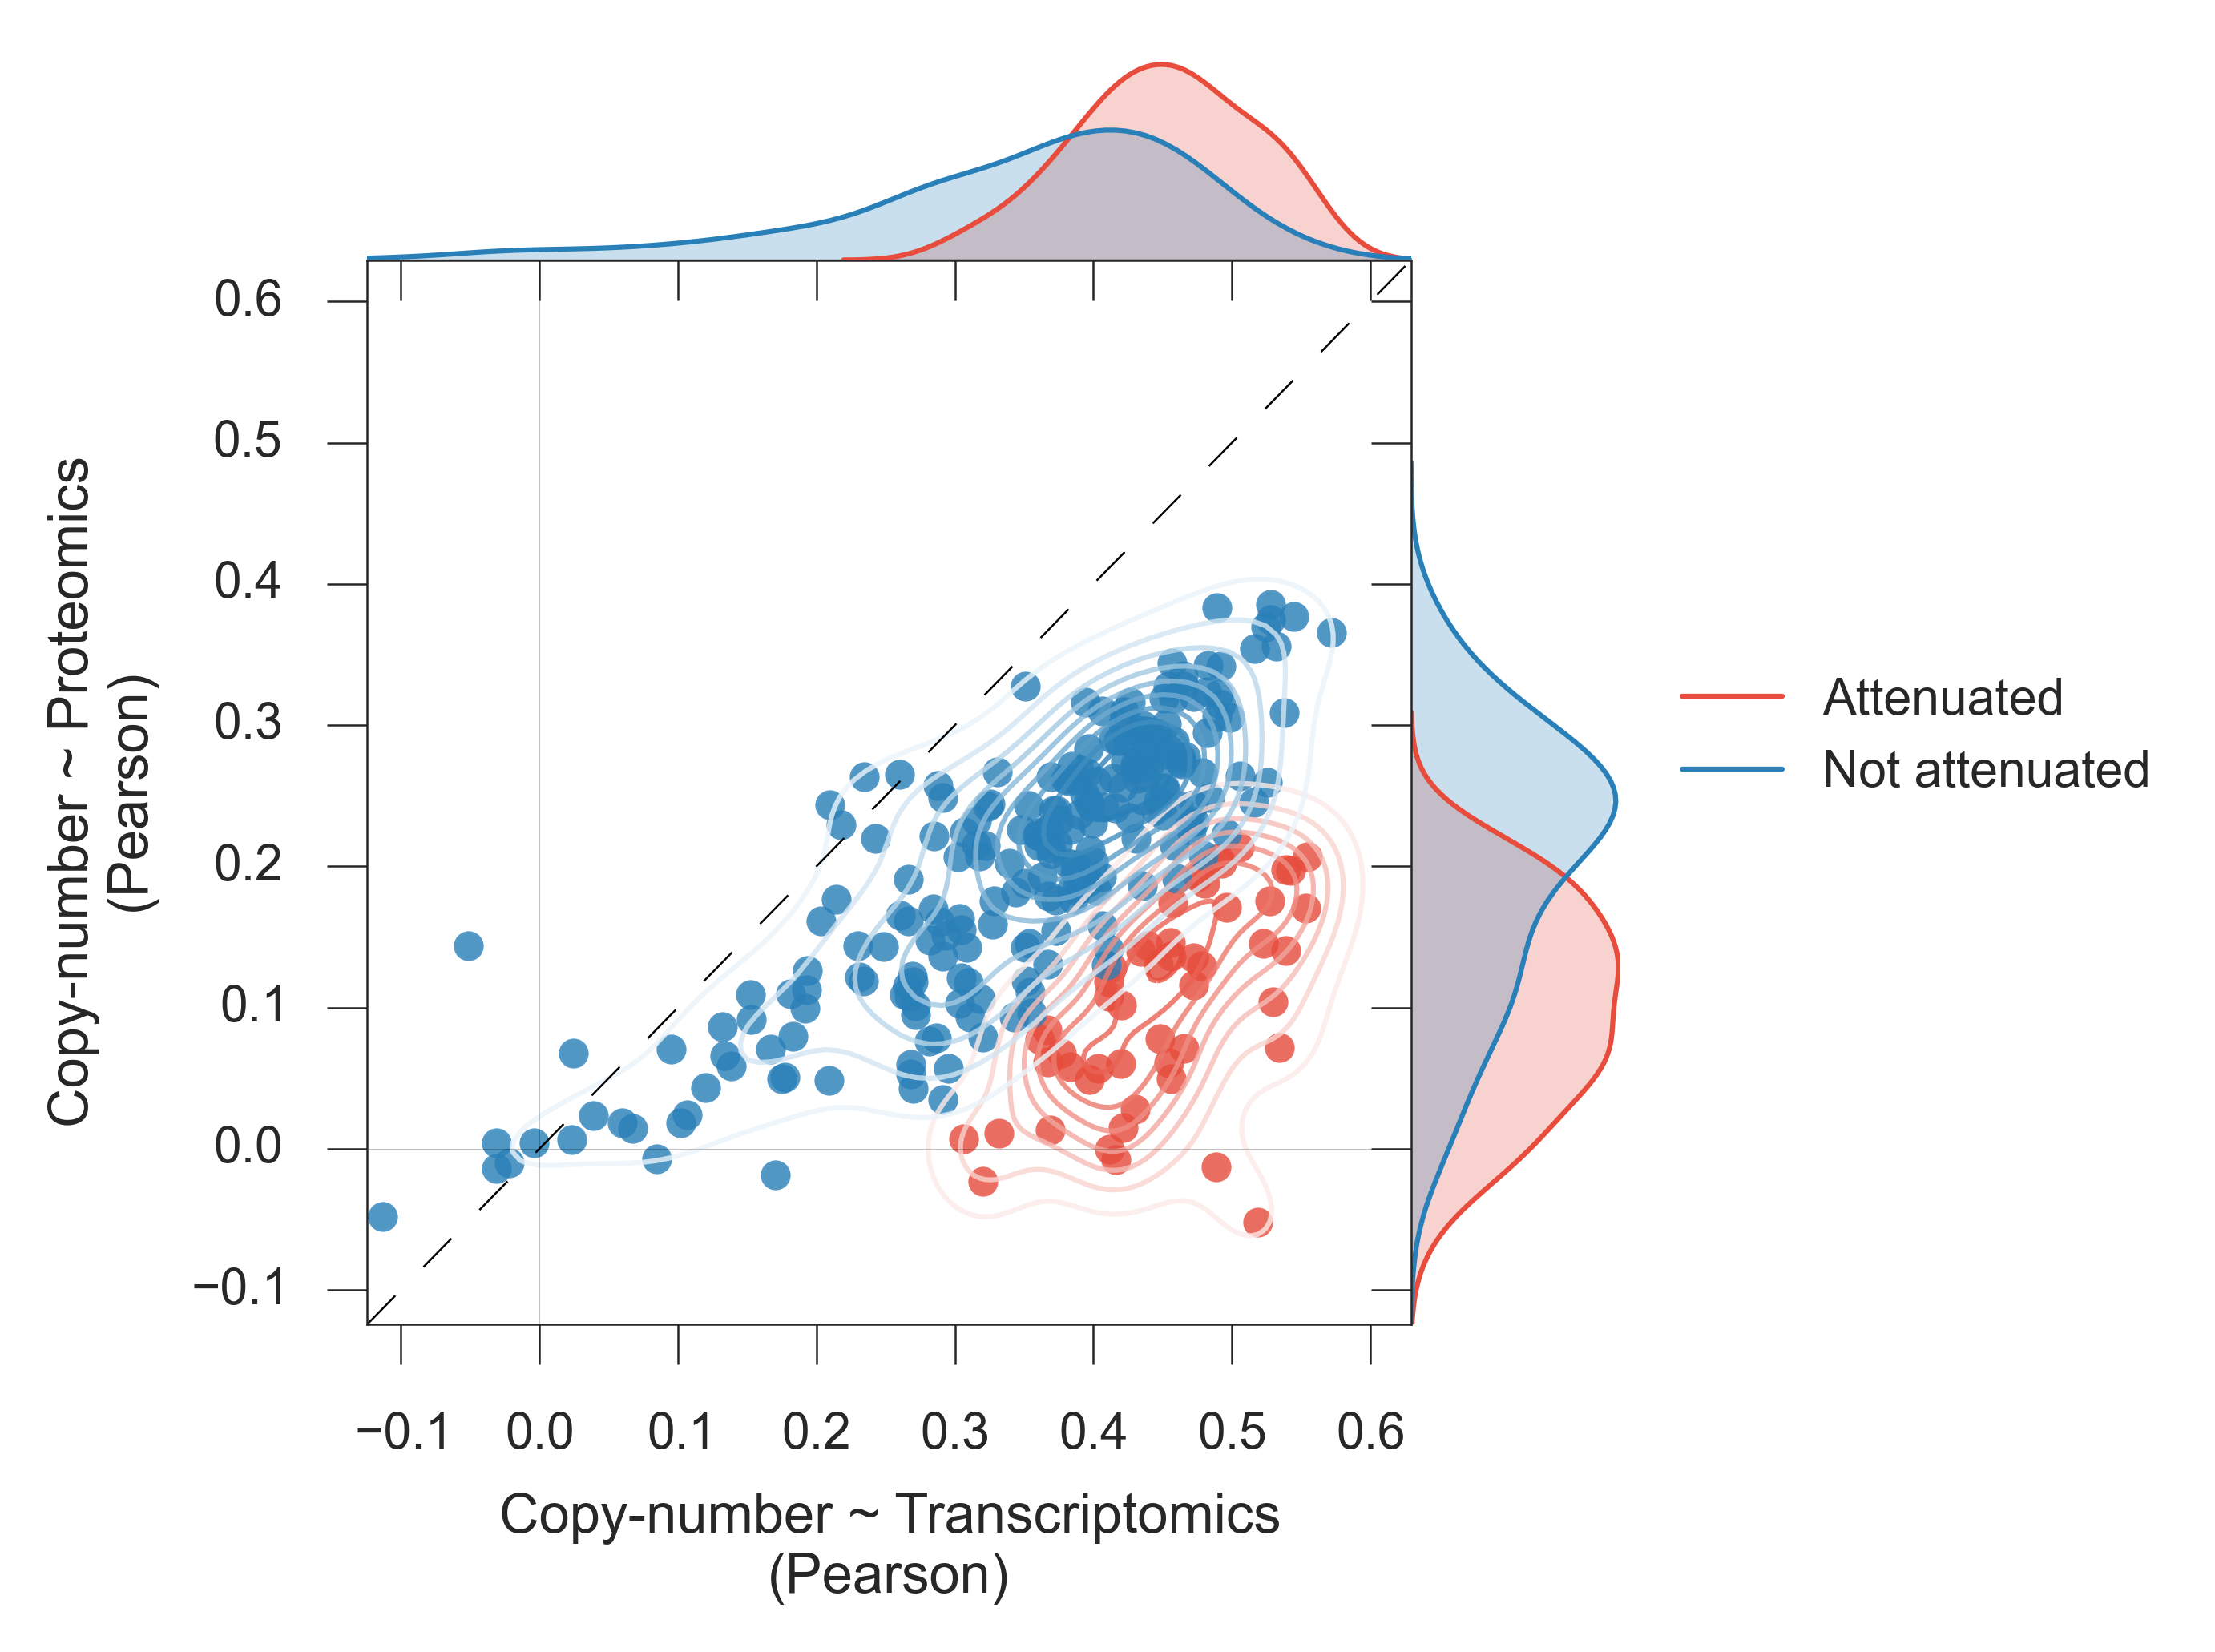 0.6
0.5
0.4
0.3
0.2
0.1
0.0
−0.1
Copy-number ~ Proteomics
(Pearson)
−0.1 0.0 0.1 0.2 0.3 0.4 0.5 0.6
Copy-number ~ Transcriptomics
(Pearson)
Attenuated
Not attenuated